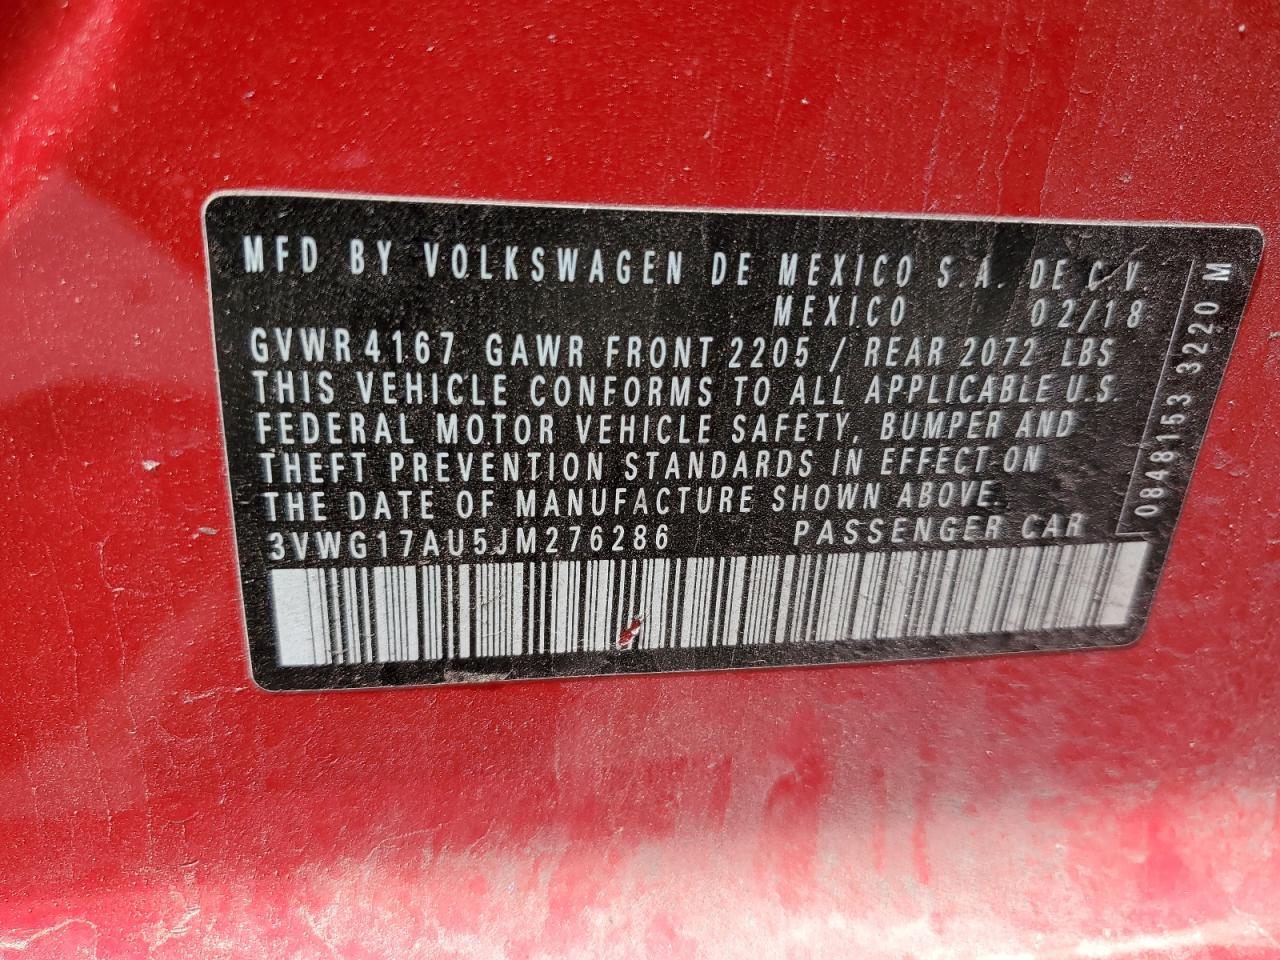 MFD BY VOLKSWAGEN DE MEXICO S.A. DE C.V.
MEXICO 02/18
GVWR 4167 GAWR FRONT 2205 / REAR 2072 LBS
THIS VEHICLE CONFORMS TO ALL APPLICABLE U.S.
FEDERAL MOTOR VEHICLE SAFETY, BUMPER AND
THEFT PREVENTION STANDARDS IN EFFECT ON
THE DATE OF MANUFACTURE SHOWN ABOVE.
3VWG17AU5JM276286 PASSENGER CAR
0848153 3220 M